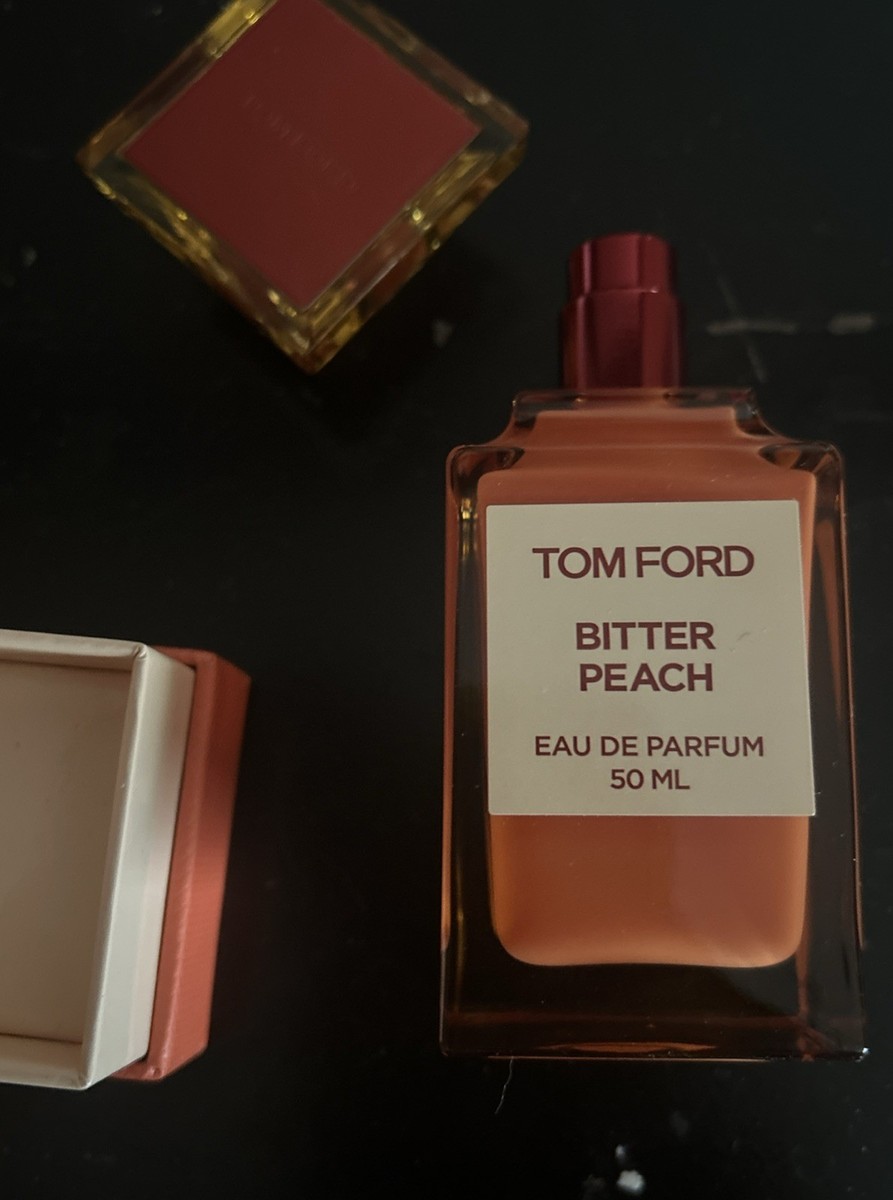 TOM FORD
BITTER
PEACH
EAU DE PARFUM
50 ML